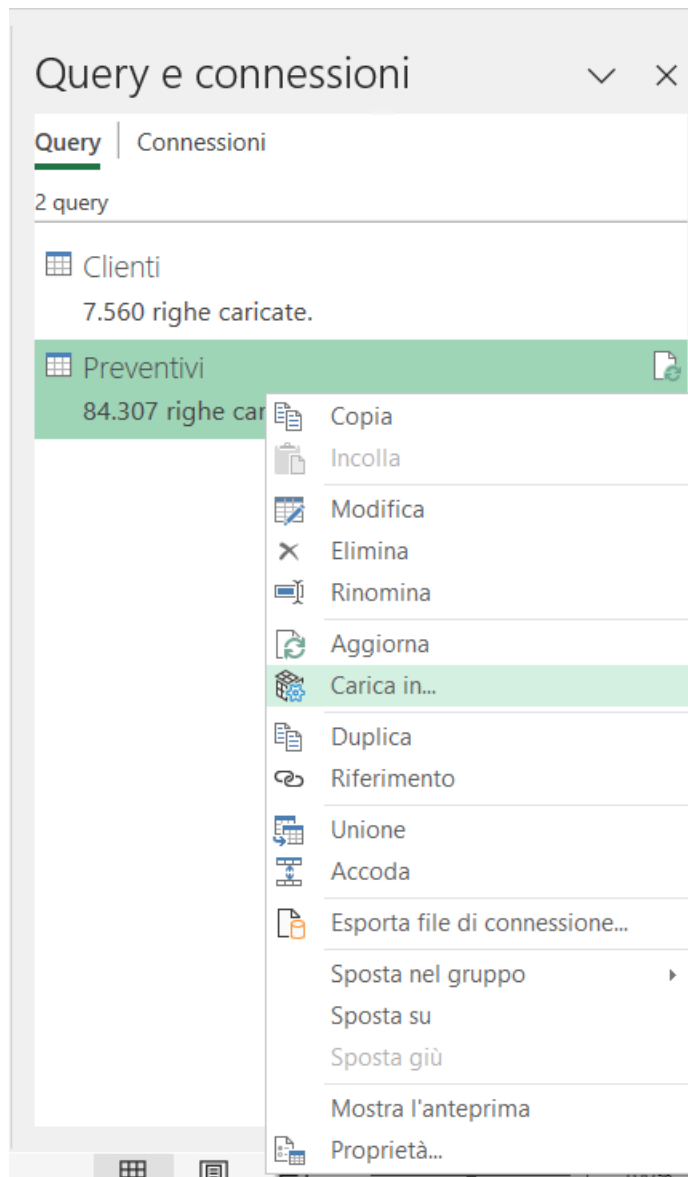 Query e connessioni
Query | Connessioni
2 query
Clienti
7.560 righe caricate.
Preventivi
84.307 righe car
Copia
Incolla
Modifica
Elimina
Rinomina
Aggiorna
Carica in...
Duplica
Riferimento
Unione
Accoda
Esporta file di connessione...
Sposta nel gruppo
Sposta su
Sposta giù
Mostra l'anteprima
Proprietà...